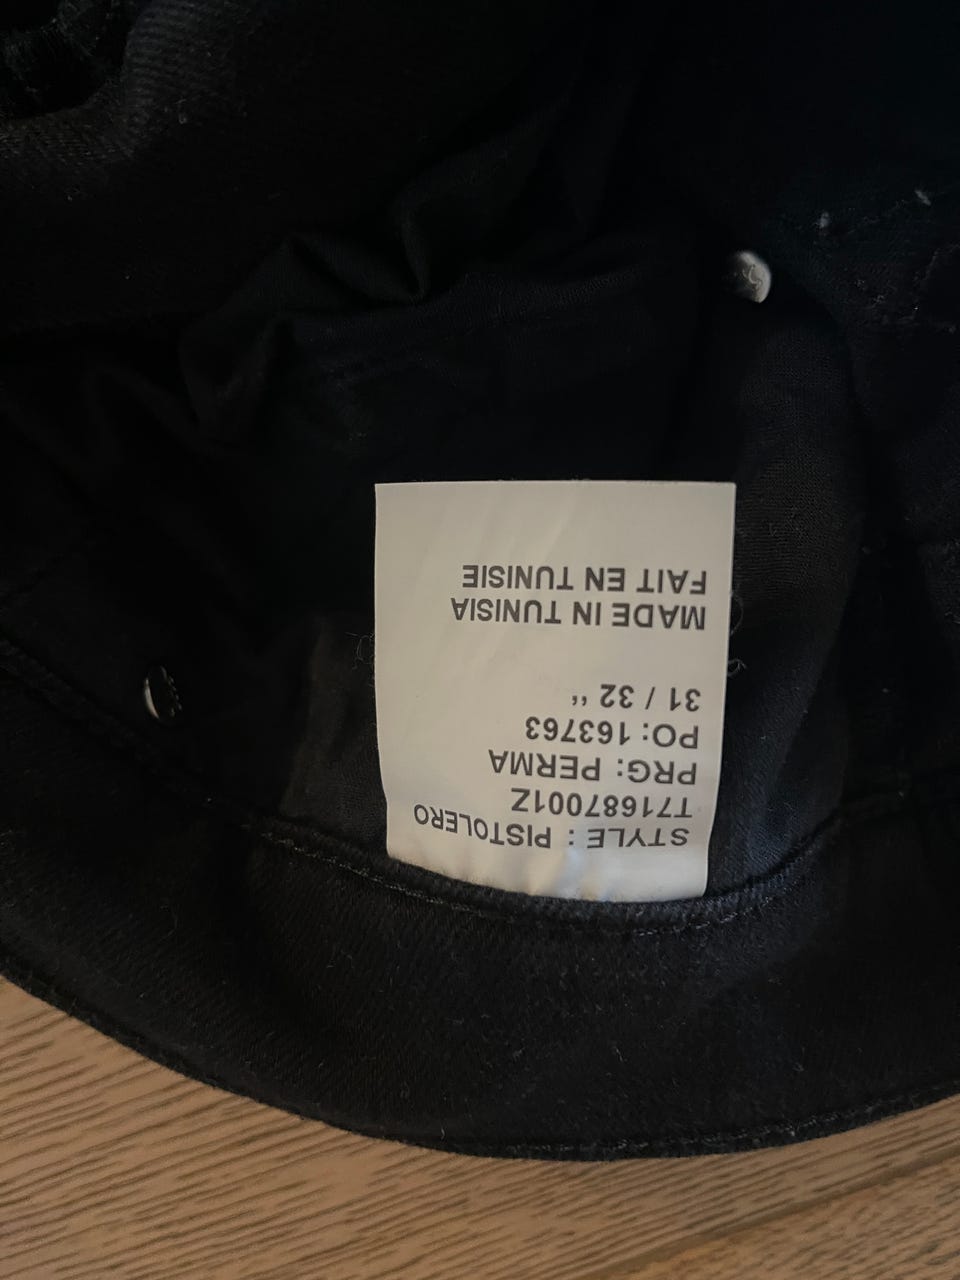 STYLE : PISTOLERO
T71687001Z
PRG: PERMA
PO: 163763
31 / 32 "
MADE IN TUNISIA
FAIT EN TUNISIE